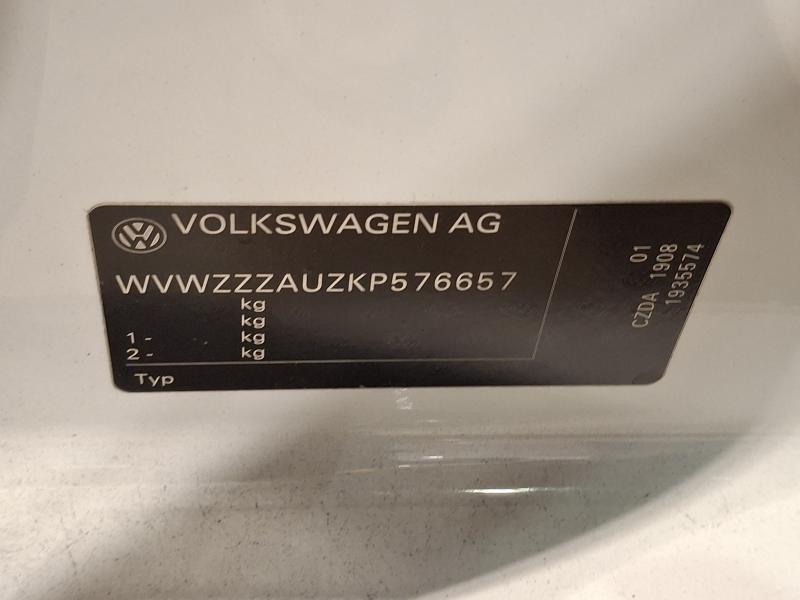 VOLKSWAGEN AG
WVWZZZAUZKP576657
kg
kg
1 - kg
2 - kg
Typ
01
CZDA 1908
1935574